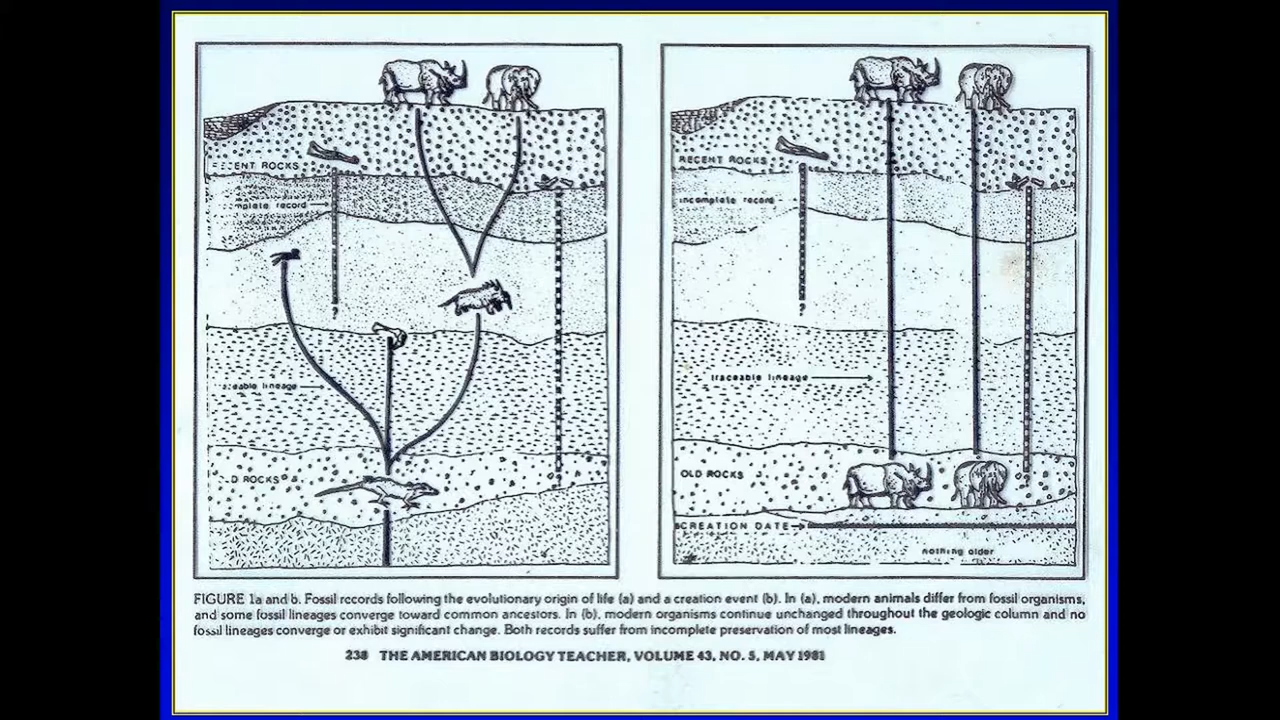 RECENT ROCKS
incomplete record
?
OLD ROCKS
RECENT ROCKS
incomplete record
?
traceable lineage
OLD ROCKS
CREATION DATE
nothing older
FIGURE 1a and b. Fossil records following the evolutionary origin of life (a) and a creation event (b). In (a), modern animals differ from fossil organisms,
and some fossil lineages converge toward common ancestors. In (b), modern organisms continue unchanged throughout the geologic column and no
fossil lineages converge or exhibit significant change. Both records suffer from incomplete preservation of most lineages.
238 THE AMERICAN BIOLOGY TEACHER, VOLUME 43, NO. 5, MAY 1981